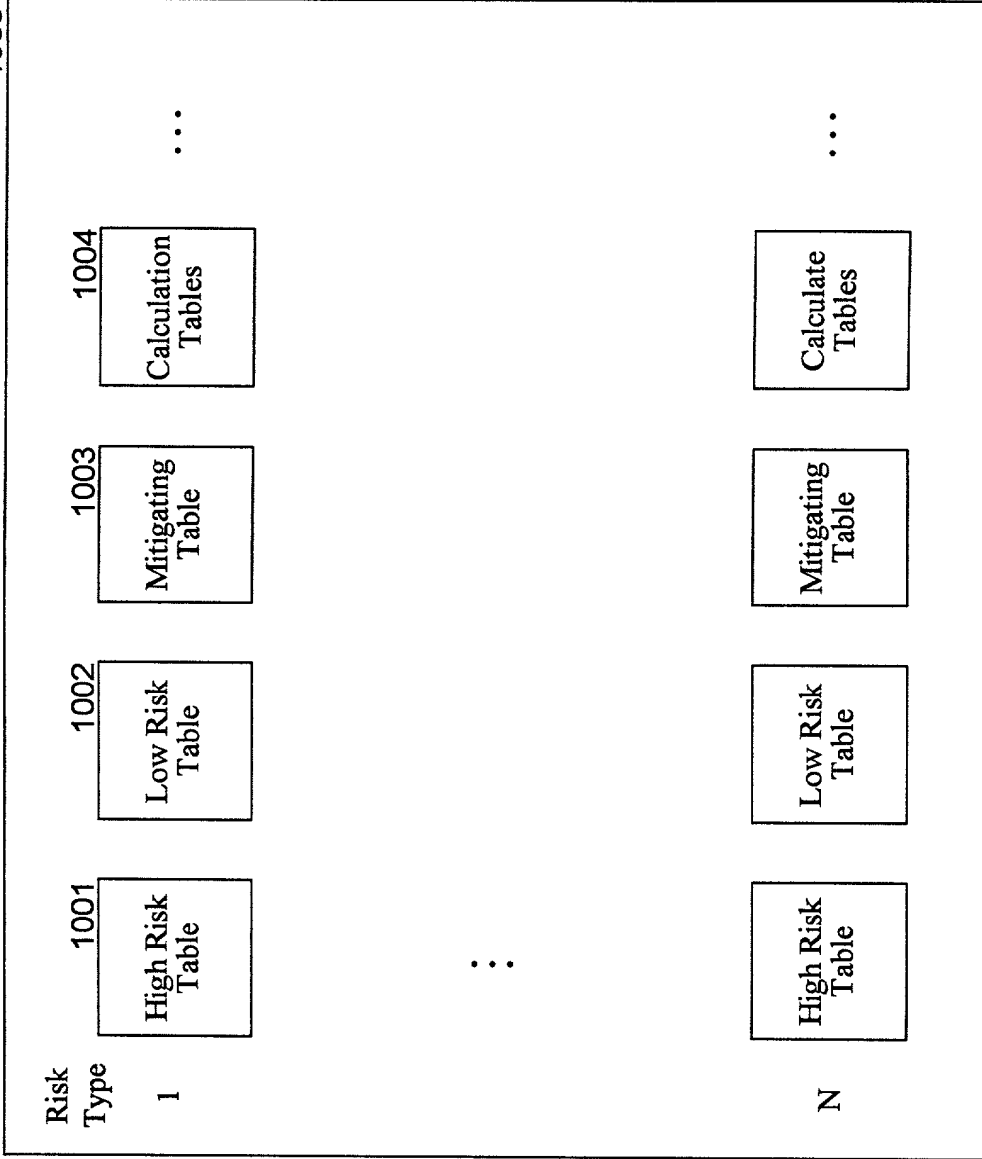 Risk
Type
1001
1002
1003
1004
1
High Risk
Table
Low Risk
Table
Mitigating
Table
Calculation
Tables
...
...
N
High Risk
Table
Low Risk
Table
Mitigating
Table
Calculate
Tables
...